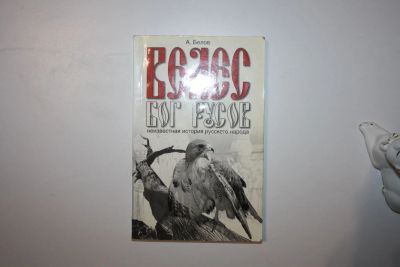 А. Белов
ВЕЛЕС
БОГ РУСОВ
неизвестная история русского народа